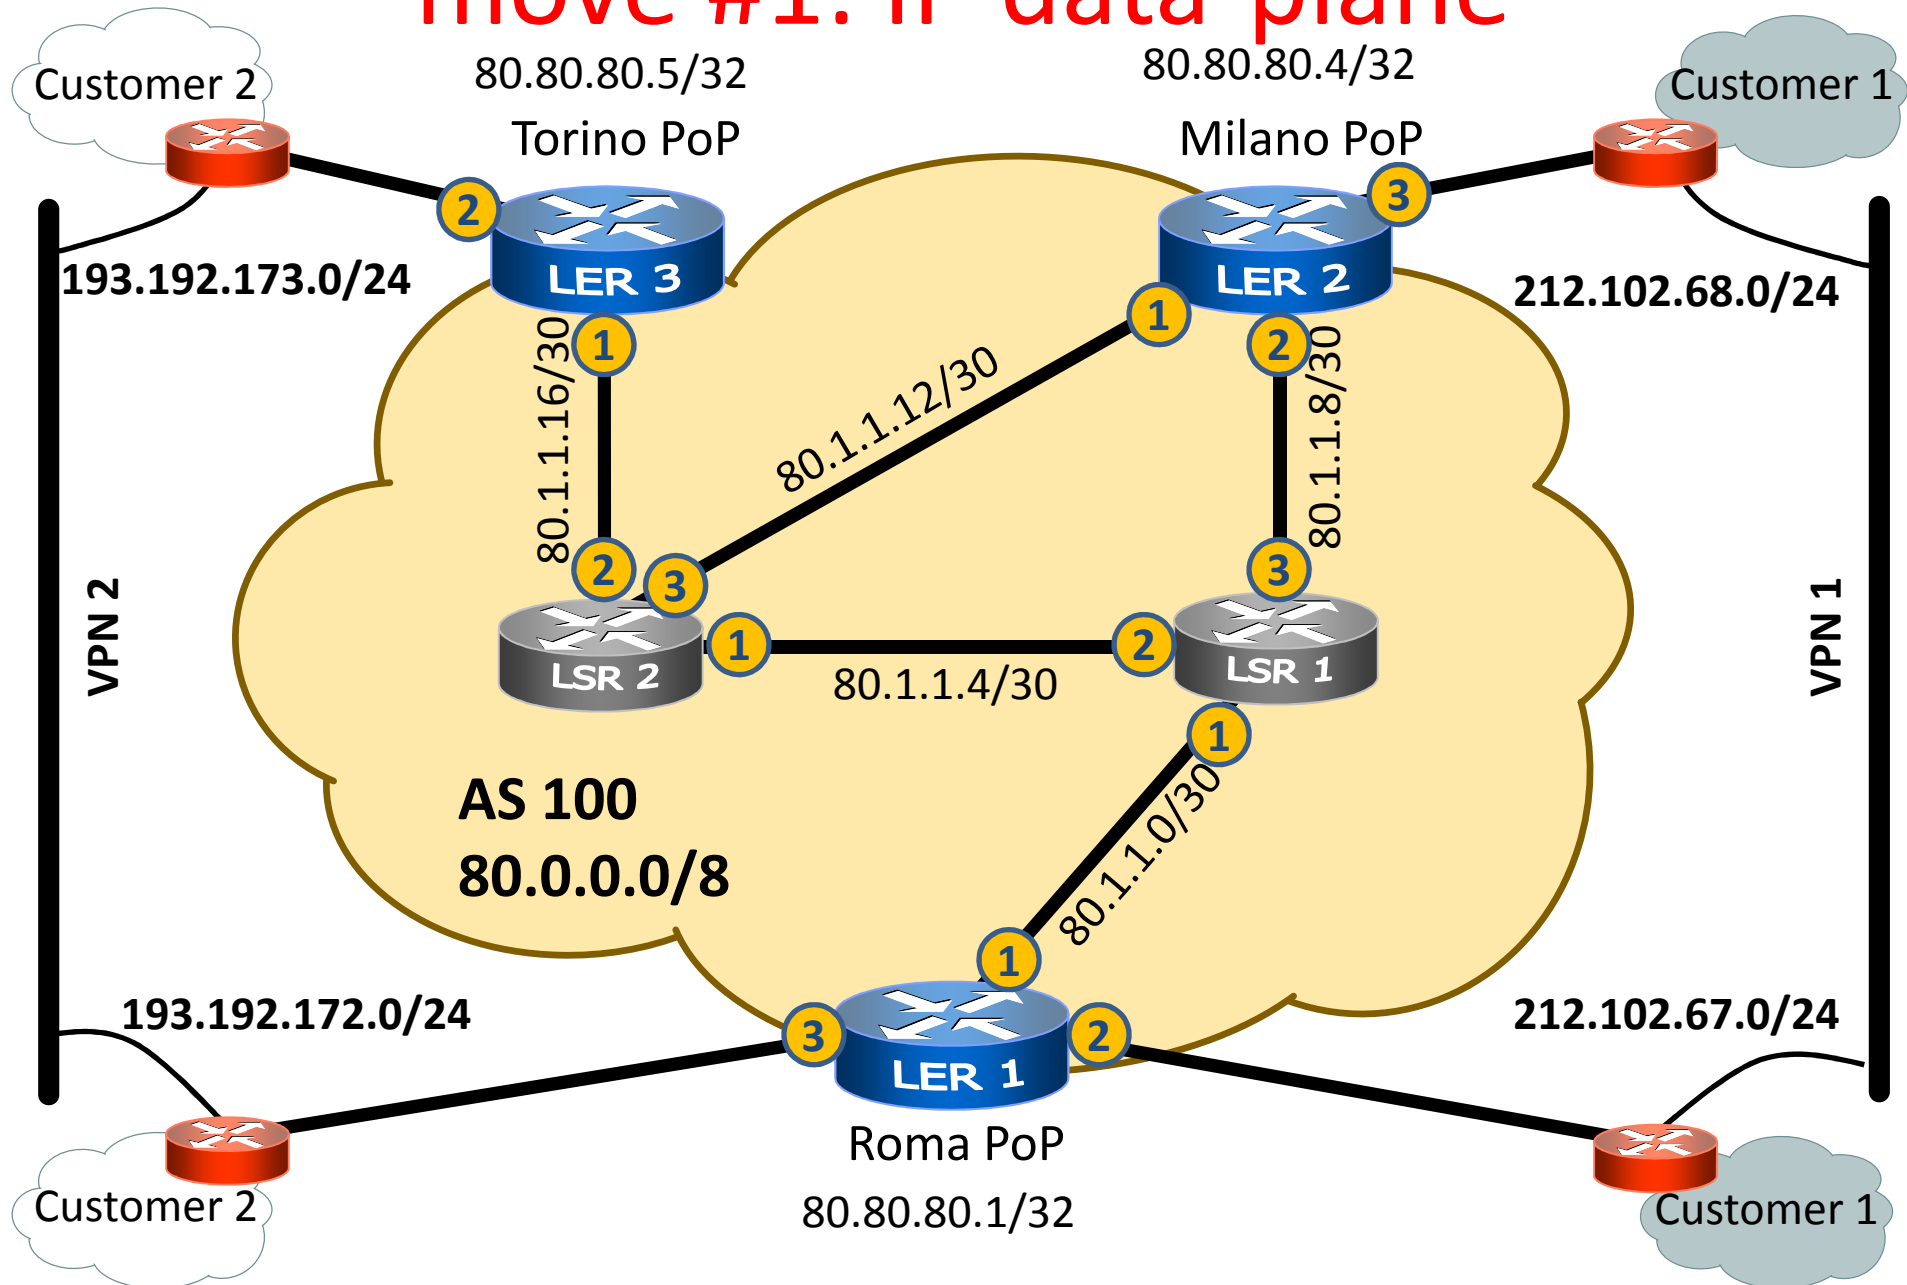 move #1: IP data plane
80.80.80.5/32
80.80.80.4/32
Customer 2
Customer 1
Torino PoP
Milano PoP
2
3
LER 3
LER 2
193.192.173.0/24
212.102.68.0/24
1
1
2
80.1.1.16/30
80.1.1.12/30
80.1.1.8/30
2
3
3
VPN 2
VPN 1
1
2
LSR 2
LSR 1
80.1.1.4/30
1
AS 100
80.0.0.0/8
80.1.1.0/30
1
193.192.172.0/24
212.102.67.0/24
3
2
LER 1
Roma PoP
Customer 2
Customer 1
80.80.80.1/32